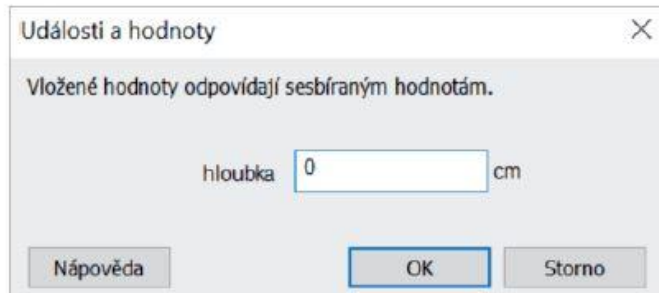 Události a hodnoty
Vložené hodnoty odpovídají sesbíraným hodnotám.
hloubka 0 cm
Nápověda OK Storno